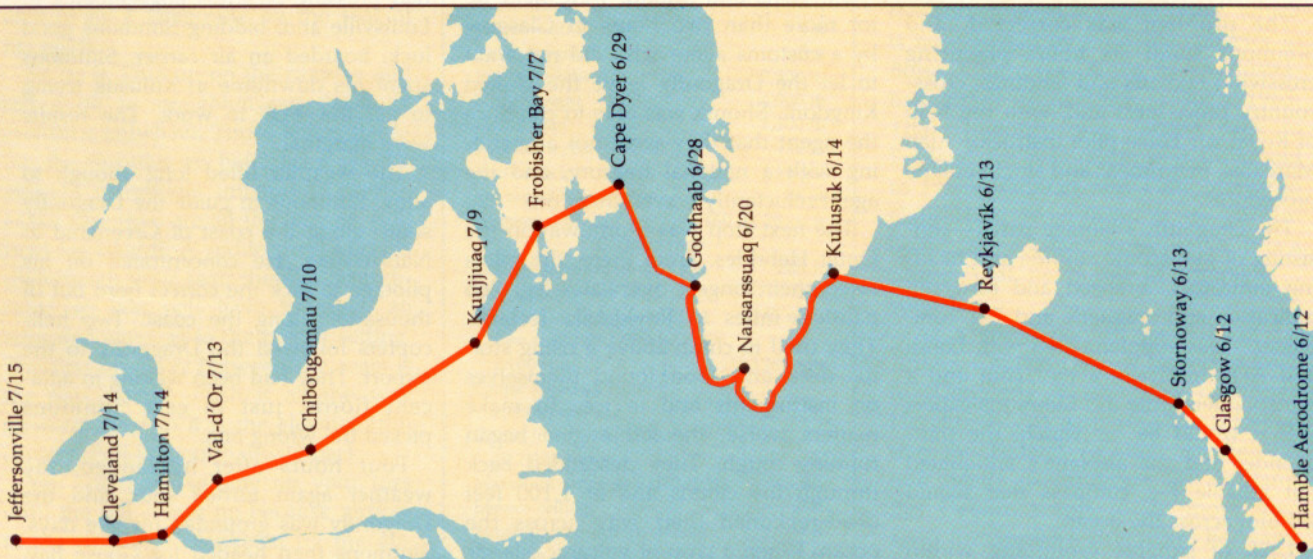 Jeffersonville 7/15
Cleveland 7/14
Hamilton 7/14
Val-d'Or 7/13
Chibougamau 7/10
Kuujjuaq 7/9
Frobisher Bay 7/7
Cape Dyer 6/29
Godthaab 6/28
Narsarssuaq 6/20
Kulusuk 6/14
Reykjavík 6/13
Stornoway 6/13
Glasgow 6/12
Hamble Aerodrome 6/12